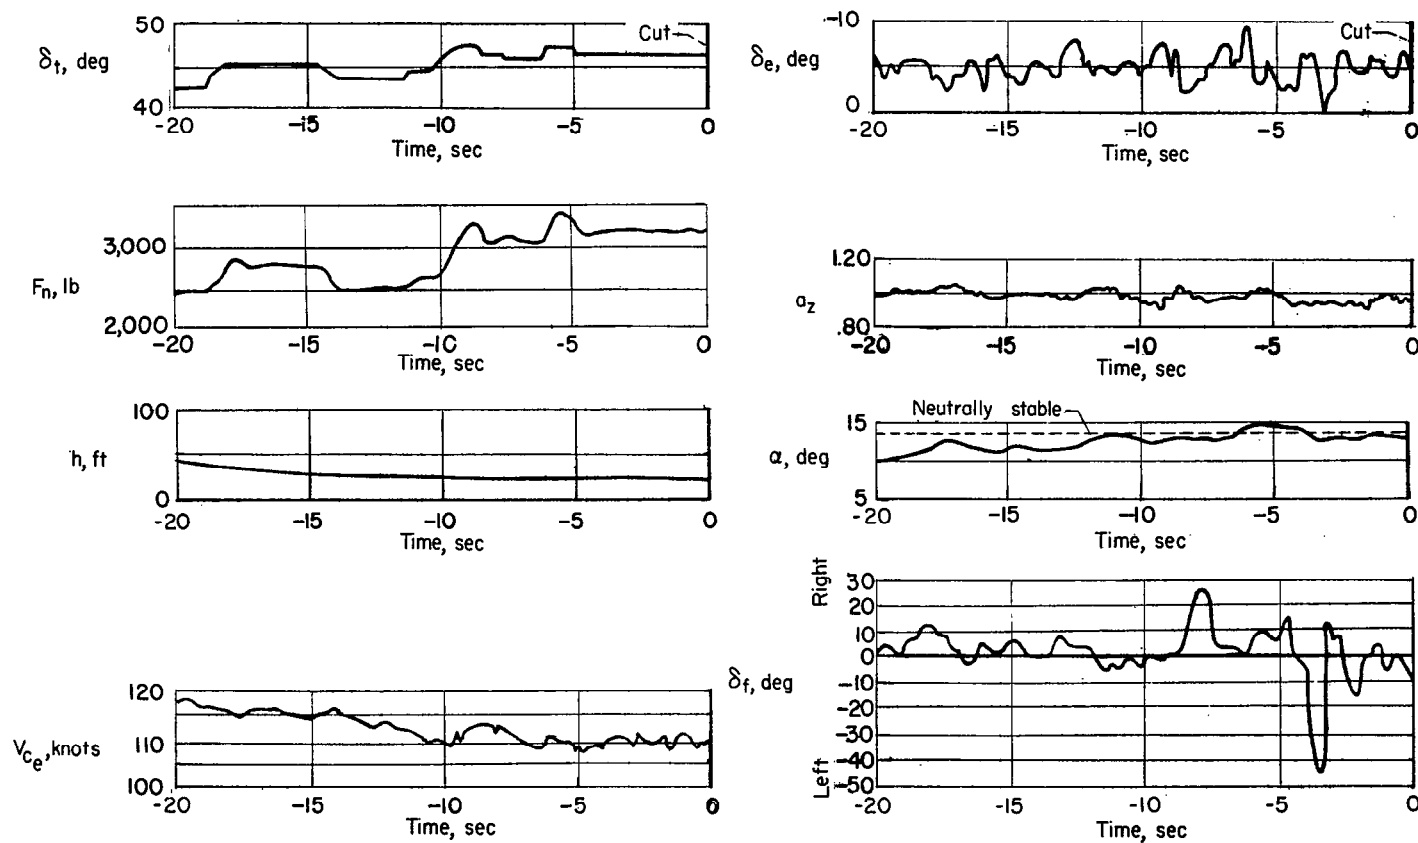 50
δt, deg
Cut
40
-20 -15 -10 -5 0
Time, sec
3,000
Fn, lb
2,000
-20 -15 -10 -5 0
Time, sec
100
h, ft
0
-20 -15 -10 -5 0
Time, sec
120
Vce, knots
110
100
-20 -15 -10 -5 0
Time, sec
-10
δe, deg
Cut
0
-20 -15 -10 -5 0
Time, sec
1.20
az
.80
-20 -15 -10 -5 0
Time, sec
Neutrally stable
15
α, deg
5
-20 -15 -10 -5 0
Time, sec
Right
30
20
10
0
δf, deg
-10
-20
-30
-40
-50
Left
-20 -15 -10 -5 0
Time, sec